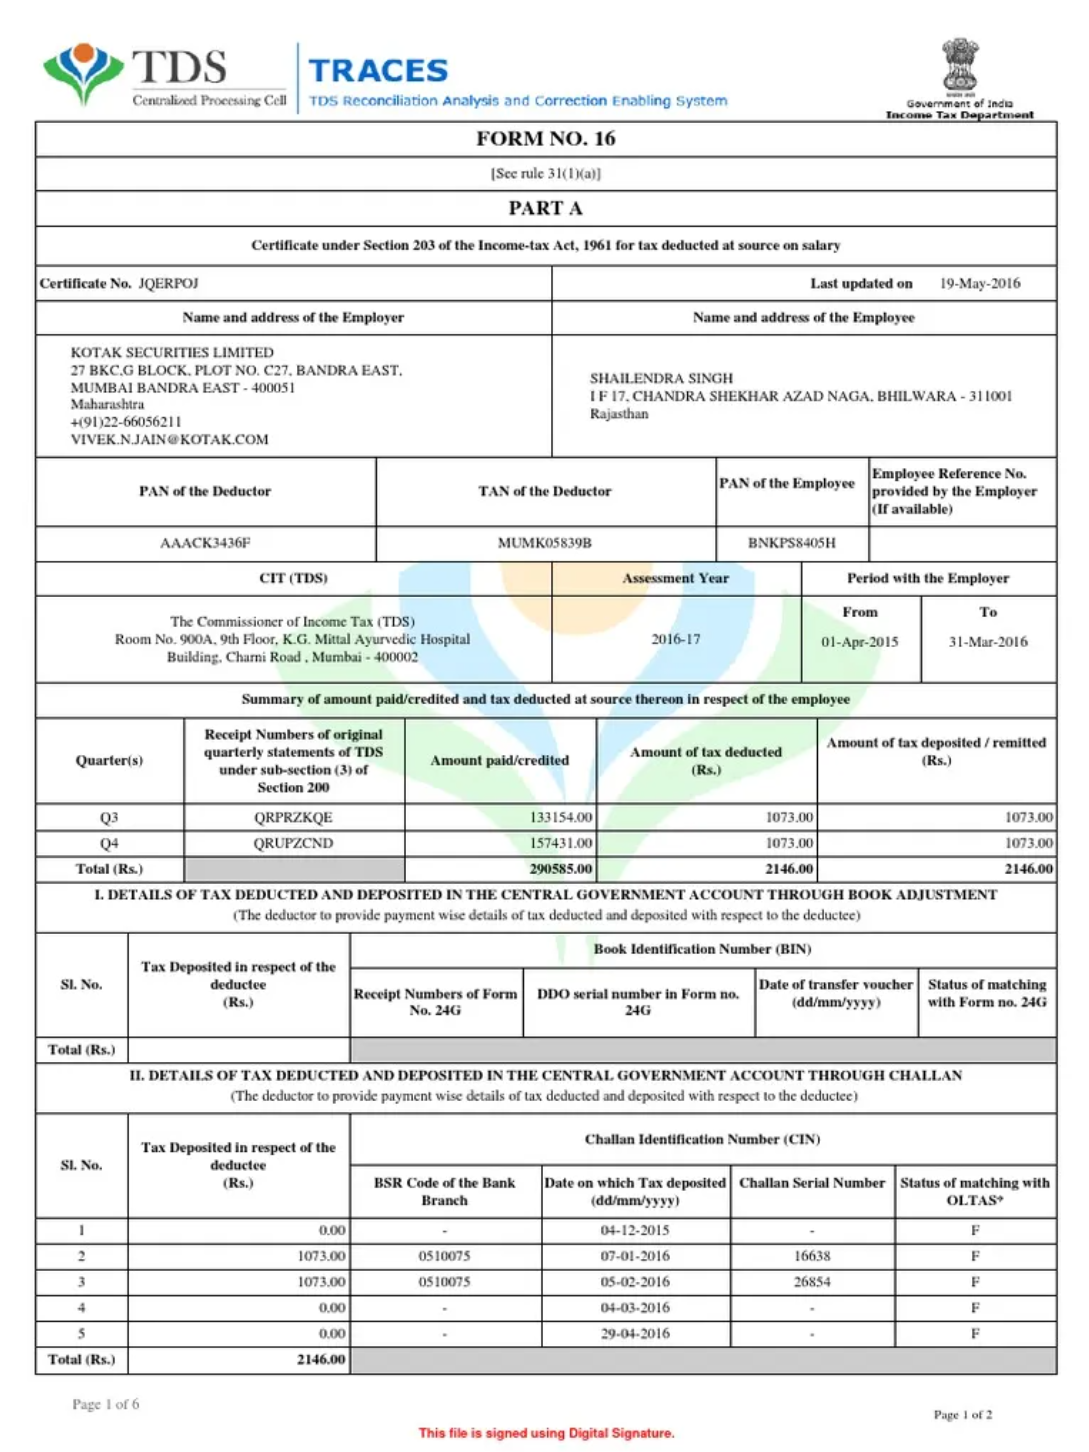 TDS
Centralized Processing Cell
TRACES
TDS Reconciliation Analysis and Correction Enabling System
Government of India
Income Tax Department
FORM NO. 16
[See rule 31(1)(a)]
PART A
Certificate under Section 203 of the Income-tax Act, 1961 for tax deducted at source on salary
Certificate No. JQERPOJ Last updated on 19-May-2016
Name and address of the Employer Name and address of the Employee
KOTAK SECURITIES LIMITED
27 BKC,G BLOCK, PLOT NO. C27, BANDRA EAST,
MUMBAI BANDRA EAST - 400051
Maharashtra
+(91)22-66056211
VIVEK.N.JAIN@KOTAK.COM
SHAILENDRA SINGH
I F 17, CHANDRA SHEKHAR AZAD NAGA, BHILWARA - 311001
Rajasthan
PAN of the Deductor TAN of the Deductor PAN of the Employee
Employee Reference No.
provided by the Employer
(If available)
AAACK3436F MUMK05839B BNKPS8405H
CIT (TDS) Assessment Year Period with the Employer
The Commissioner of Income Tax (TDS)
Room No. 900A, 9th Floor, K.G. Mittal Ayurvedic Hospital
Building, Charni Road , Mumbai - 400002
2016-17
From To
01-Apr-2015 31-Mar-2016
Summary of amount paid/credited and tax deducted at source thereon in respect of the employee
Quarter(s)
Receipt Numbers of original
quarterly statements of TDS
under sub-section (3) of
Section 200
Amount paid/credited
Amount of tax deducted
(Rs.)
Amount of tax deposited / remitted
(Rs.)
Q3 QRPRZKQE 133154.00 1073.00 1073.00
Q4 QRUPZCND 157431.00 1073.00 1073.00
Total (Rs.) 290585.00 2146.00 2146.00
I. DETAILS OF TAX DEDUCTED AND DEPOSITED IN THE CENTRAL GOVERNMENT ACCOUNT THROUGH BOOK ADJUSTMENT
(The deductor to provide payment wise details of tax deducted and deposited with respect to the deductee)
Sl. No.
Tax Deposited in respect of the
deductee
(Rs.)
Book Identification Number (BIN)
Receipt Numbers of Form
No. 24G
DDO serial number in Form no.
24G
Date of transfer voucher
(dd/mm/yyyy)
Status of matching
with Form no. 24G
Total (Rs.)
II. DETAILS OF TAX DEDUCTED AND DEPOSITED IN THE CENTRAL GOVERNMENT ACCOUNT THROUGH CHALLAN
(The deductor to provide payment wise details of tax deducted and deposited with respect to the deductee)
Sl. No.
Tax Deposited in respect of the
deductee
(Rs.)
Challan Identification Number (CIN)
BSR Code of the Bank
Branch
Date on which Tax deposited
(dd/mm/yyyy)
Challan Serial Number
Status of matching with
OLTAS*
1 0.00 - 04-12-2015 - F
2 1073.00 0510075 07-01-2016 16638 F
3 1073.00 0510075 05-02-2016 26854 F
4 0.00 - 04-03-2016 - F
5 0.00 - 29-04-2016 - F
Total (Rs.) 2146.00
Page 1 of 6
Page 1 of 2
This file is signed using Digital Signature.